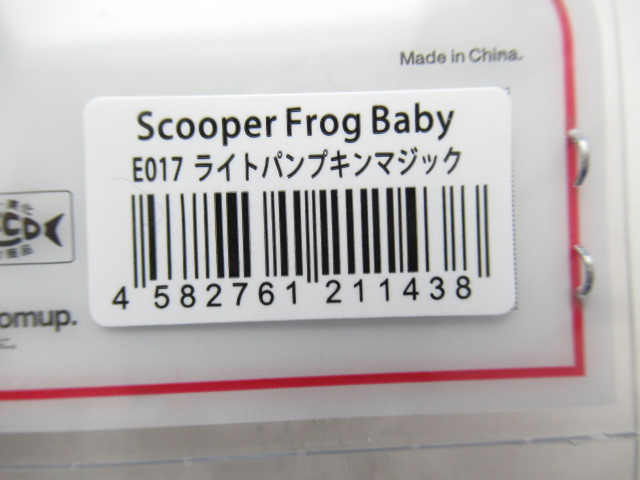 Made in China.
Scooper Frog Baby
E017 ライトパンプキンマジック
4 582761 211438
omup.